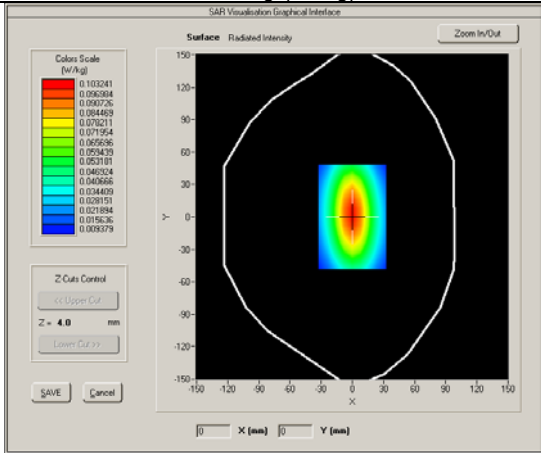 SAR Visualisation Graphical Interface
Surface Radiated Intensity
Zoom In/Out
Colors Scale
(W/kg)
0.103241
0.096984
0.090726
0.084469
0.078211
0.071954
0.065696
0.059439
0.053181
0.046924
0.040666
0.034409
0.028151
0.021894
0.015636
0.009379
150
120
90
60
30
0
-30
-60
-90
-120
-150
Y
-150 -120 -90 -60 -30 0 30 60 90 120 150
X
Z Cuts Control
<< Upper Cut
Z = 4.0 mm
Lower Cut >>
SAVE Cancel
0 X (mm) 0 Y (mm)